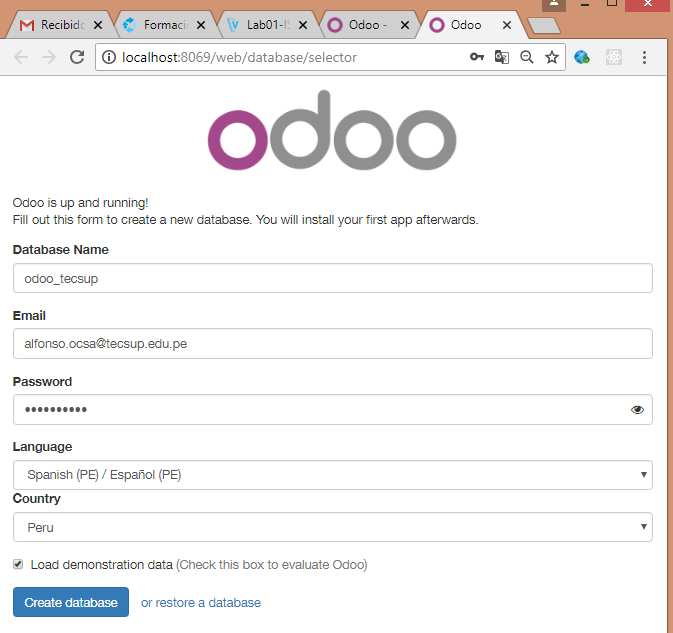 Recibido
Formaci
Lab01-IS
Odoo -
Odoo
localhost:8069/web/database/selector
odoo
Odoo is up and running!
Fill out this form to create a new database. You will install your first app afterwards.
Database Name
odoo_tecsup
Email
alfonso.ocsa@tecsup.edu.pe
Password
••••••••••
Language
Spanish (PE) / Español (PE)
Country
Peru
Load demonstration data (Check this box to evaluate Odoo)
Create database or restore a database